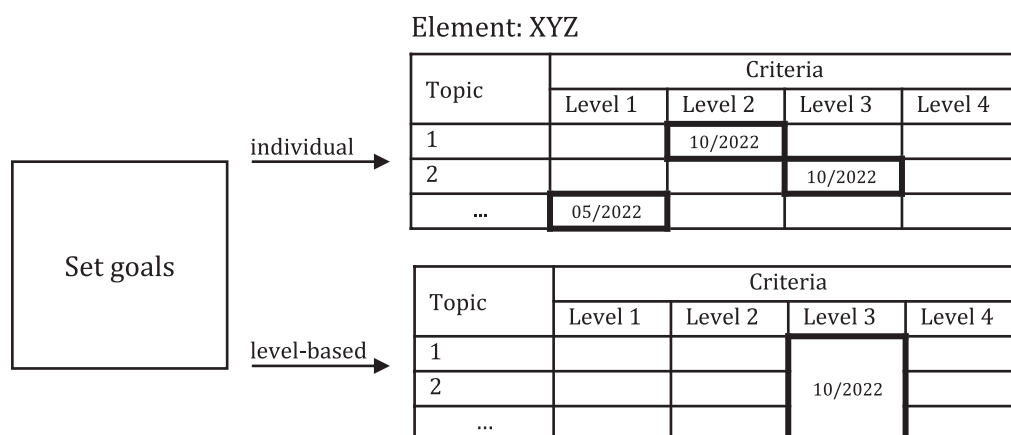 Element: XYZ
Topic
Criteria
Level 1 Level 2 Level 3 Level 4
1 10/2022
2 10/2022
... 05/2022
individual
Set goals
level-based
Topic
Criteria
Level 1 Level 2 Level 3 Level 4
1
2 10/2022
...